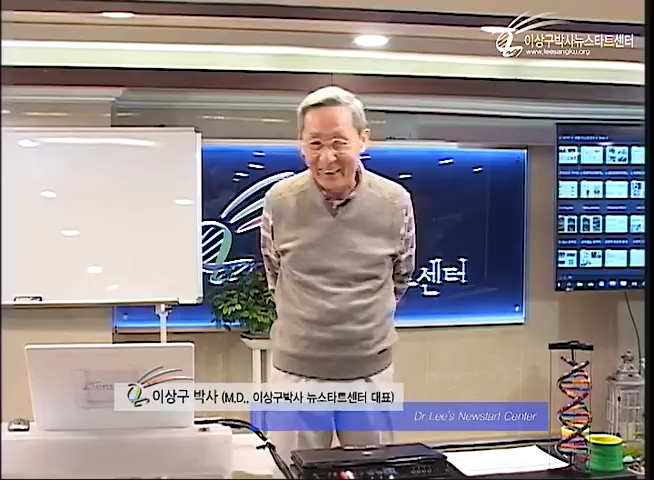 이상구박사뉴스타트센터
www.leesangku.org
센터
이상구 박사 (M.D., 이상구박사 뉴스타트센터 대표)
Dr Lee's Newstart Center